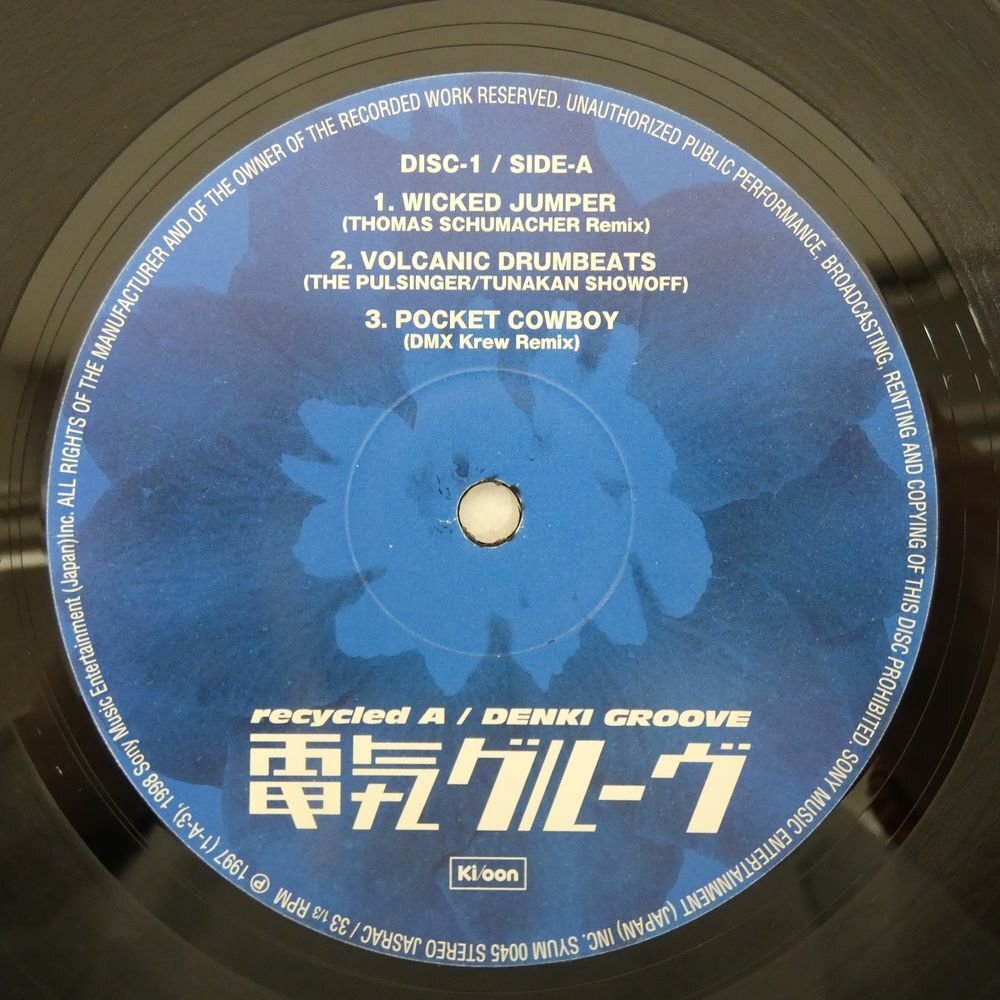 DISC-1 / SIDE-A
1. WICKED JUMPER
(THOMAS SCHUMACHER Remix)
2. VOLCANIC DRUMBEATS
(THE PULSINGER/TUNAKAN SHOWOFF)
3. POCKET COWBOY
(DMX Krew Remix)
recycled A / DENKI GROOVE
電気グルーヴ
Ki/oon
℗ 1997 (1-A-3), 1998 Sony Music Entertainment (Japan)Inc. ALL RIGHTS OF THE MANUFACTURER AND OF THE OWNER OF THE RECORDED WORK RESERVED. UNAUTHORIZED PUBLIC PERFORMANCE, BROADCASTING, RENTING AND COPYING OF THIS DISC PROHIBITED. SONY MUSIC ENTERTAINMENT (JAPAN) INC. SYUM 0045 STEREO JASRAC / 33 1/3 RPM